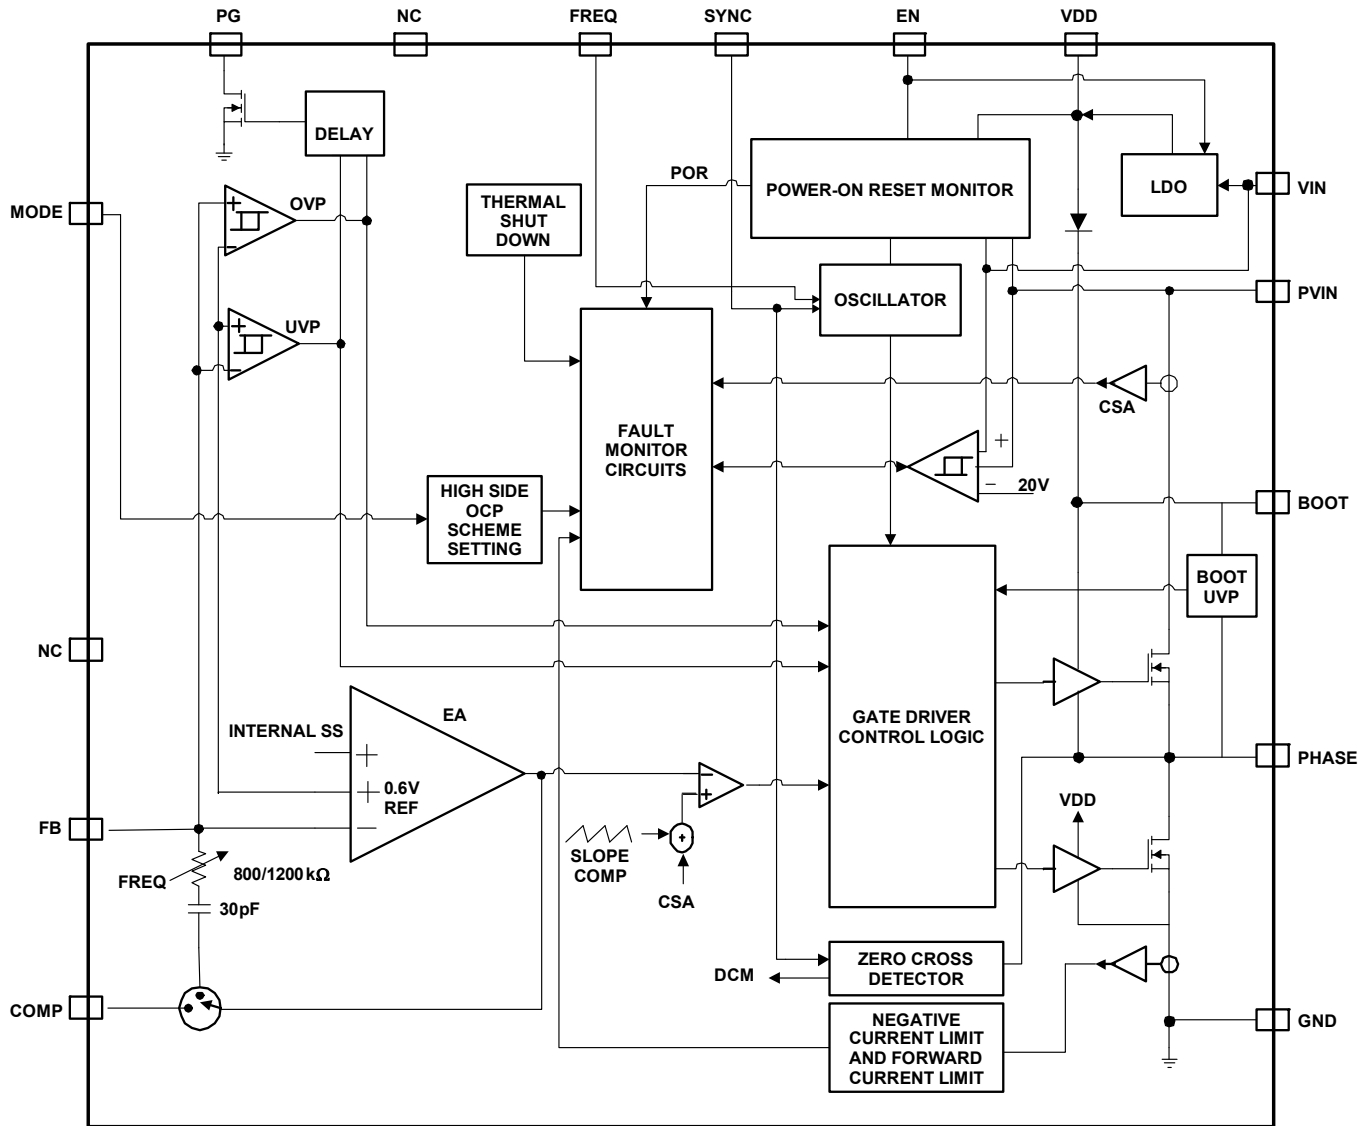 PG
NC
FREQ
SYNC
EN
VDD
DELAY
POR
POWER-ON RESET MONITOR
LDO
VIN
MODE
OVP
THERMAL
SHUT
DOWN
OSCILLATOR
PVIN
UVP
CSA
FAULT
MONITOR
CIRCUITS
+
−
20V
HIGH SIDE
OCP
SCHEME
SETTING
BOOT
BOOT
UVP
NC
GATE DRIVER
CONTROL LOGIC
EA
INTERNAL SS
+
+
0.6V
REF
−
PHASE
FB
VDD
SLOPE
COMP
CSA
FREQ
800/1200kΩ
30pF
ZERO CROSS
DETECTOR
DCM
COMP
NEGATIVE
CURRENT LIMIT
AND FORWARD
CURRENT LIMIT
GND